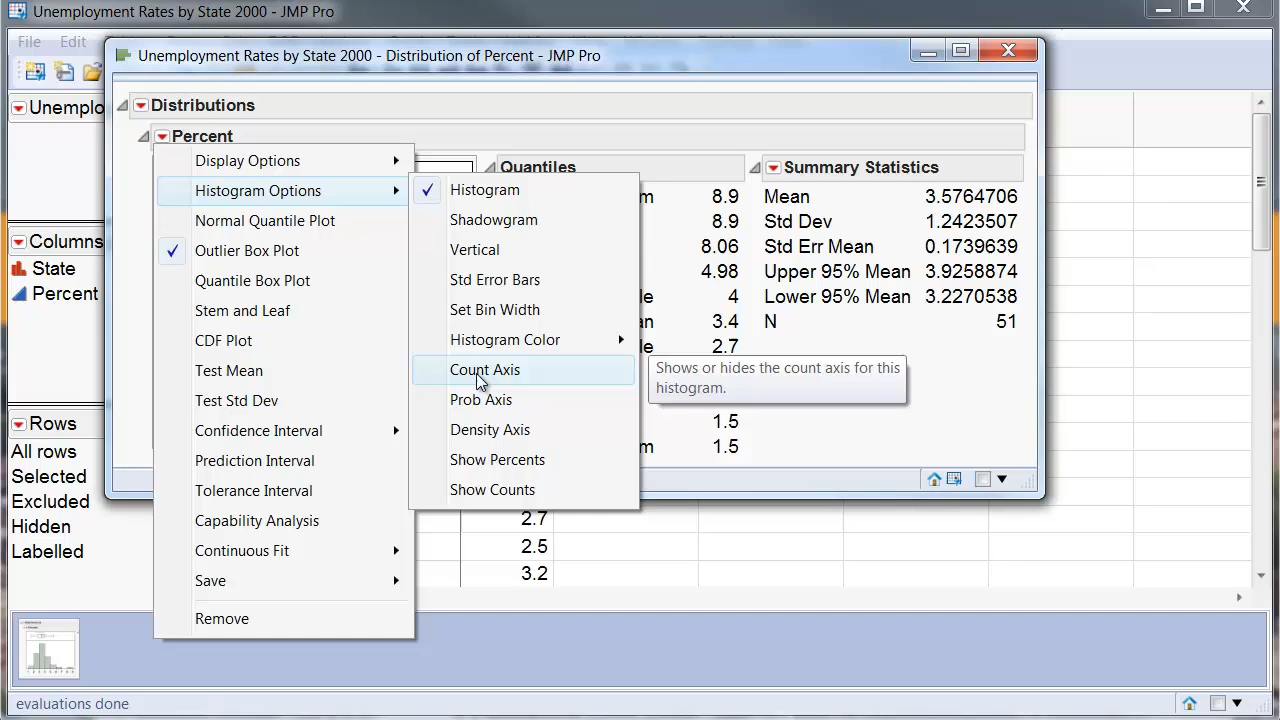 Unemployment Rates by State 2000 - JMP Pro
File Edit
Unemployment Rates by State 2000 - Distribution of Percent - JMP Pro
Distributions
Unemplo
Percent
Display Options
Histogram Options
Normal Quantile Plot
Outlier Box Plot
Quantile Box Plot
Stem and Leaf
CDF Plot
Test Mean
Test Std Dev
Confidence Interval
Prediction Interval
Tolerance Interval
Capability Analysis
Continuous Fit
Save
Remove
Histogram
Shadowgram
Vertical
Std Error Bars
Set Bin Width
Histogram Color
Count Axis
Prob Axis
Density Axis
Show Percents
Show Counts
Shows or hides the count axis for this
histogram.
Quantiles
m 8.9
8.9
8.06
4.98
le 4
an 3.4
le 2.7
1.5
m 1.5
Summary Statistics
Mean 3.5764706
Std Dev 1.2423507
Std Err Mean 0.1739639
Upper 95% Mean 3.9258874
Lower 95% Mean 3.2270538
N 51
Columns
State
Percent
Rows
All rows
Selected
Excluded
Hidden
Labelled
2.7
2.5
3.2
evaluations done